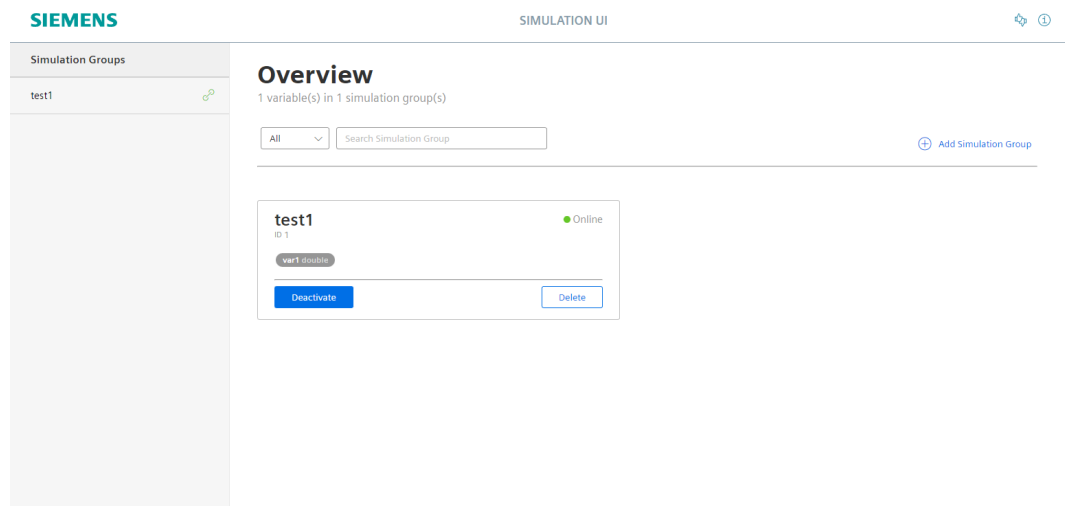 SIEMENS
SIMULATION UI
Simulation Groups
test1
Overview
1 variable(s) in 1 simulation group(s)
All
Search Simulation Group
Add Simulation Group
test1
Online
ID 1
var1 double
Deactivate
Delete